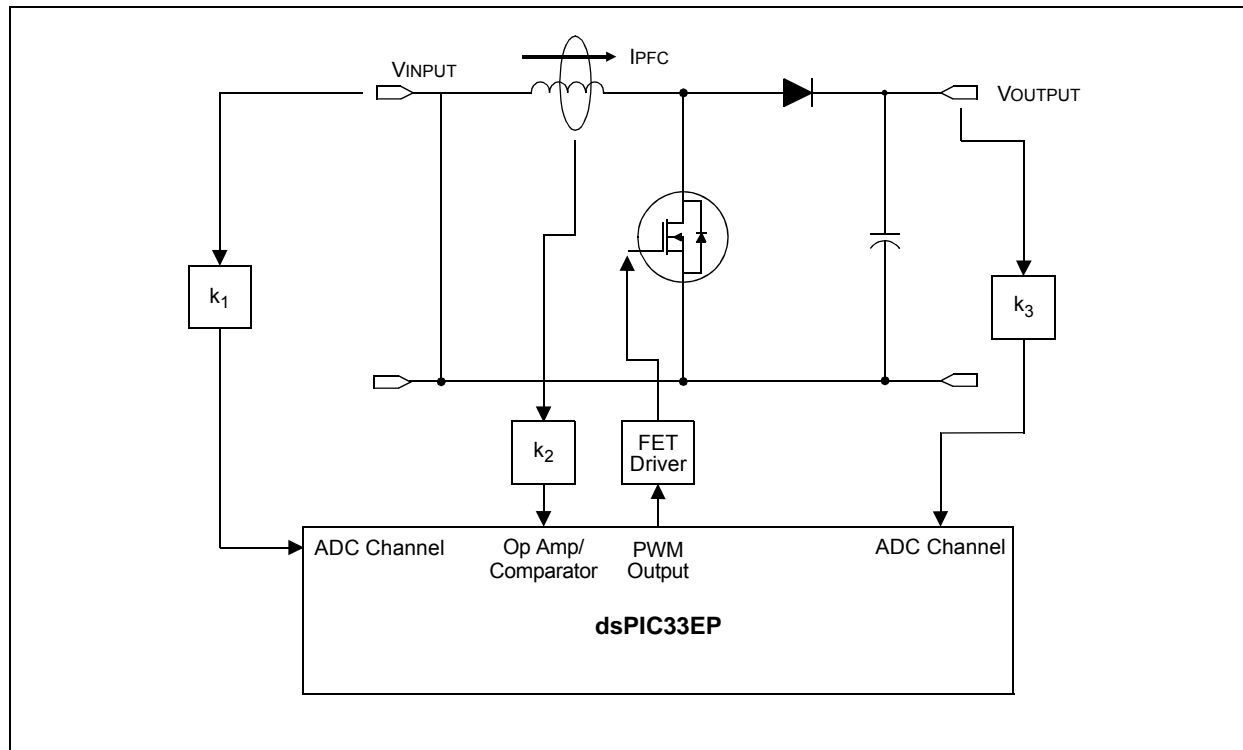 IPFC
VINPUT
VOUTPUT
k1
k3
k2
FET
Driver
ADC Channel
Op Amp/
Comparator
PWM
Output
ADC Channel
dsPIC33EP